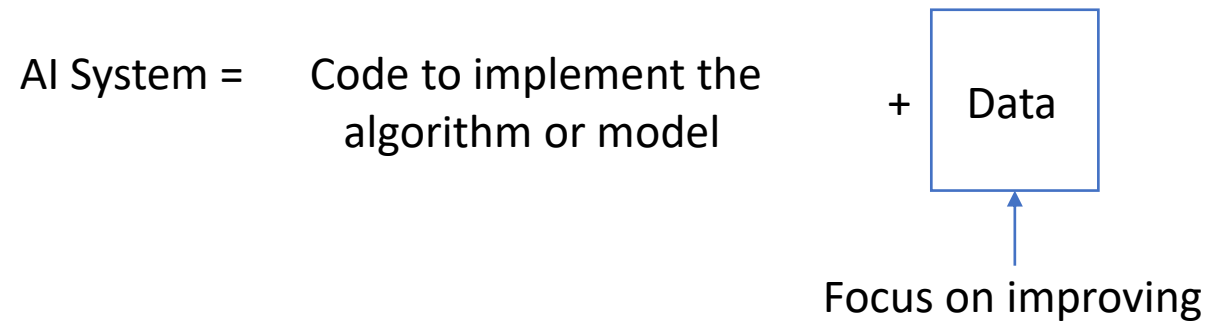 AI System =
Code to implement the
algorithm or model
+
Data
Focus on improving